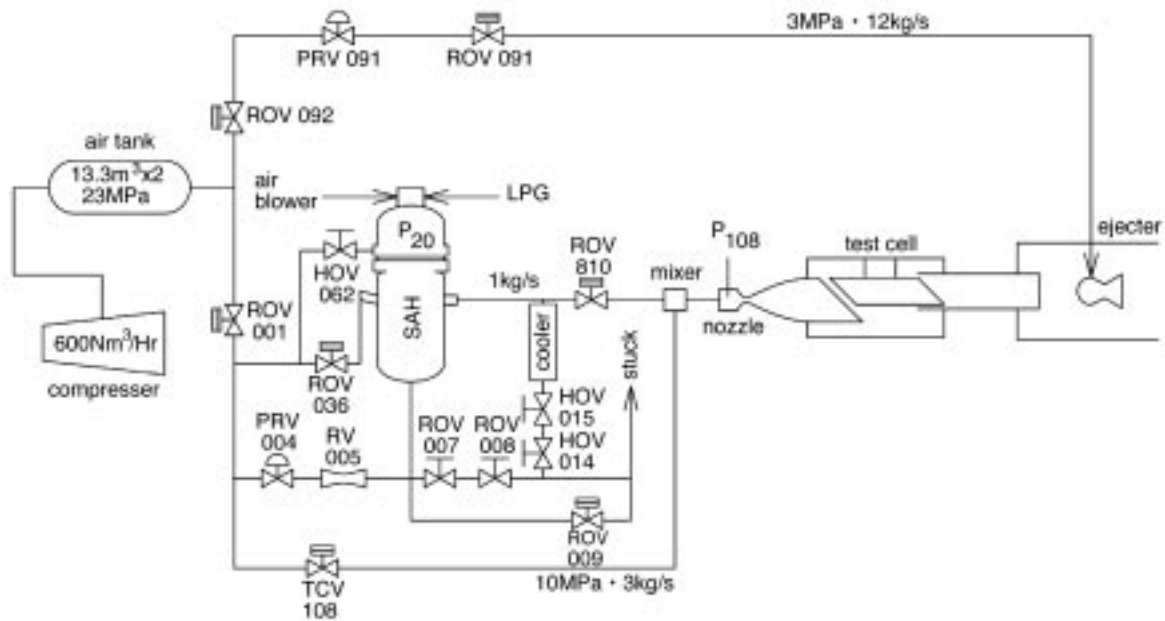 3MPa・12kg/s
PRV 091
ROV 091
ROV 092
air tank
13.3m³x2
23MPa
air
blower
LPG
P₂₀
HOV
062
ROV
001
SAH
ROV
036
600Nm³/Hr
compresser
1kg/s
ROV
810
mixer
P₁₀₈
nozzle
test cell
ejecter
cooler
stuck
HOV
015
HOV
014
PRV
004
RV
005
ROV
007
ROV
008
ROV
009
TCV
108
10MPa・3kg/s